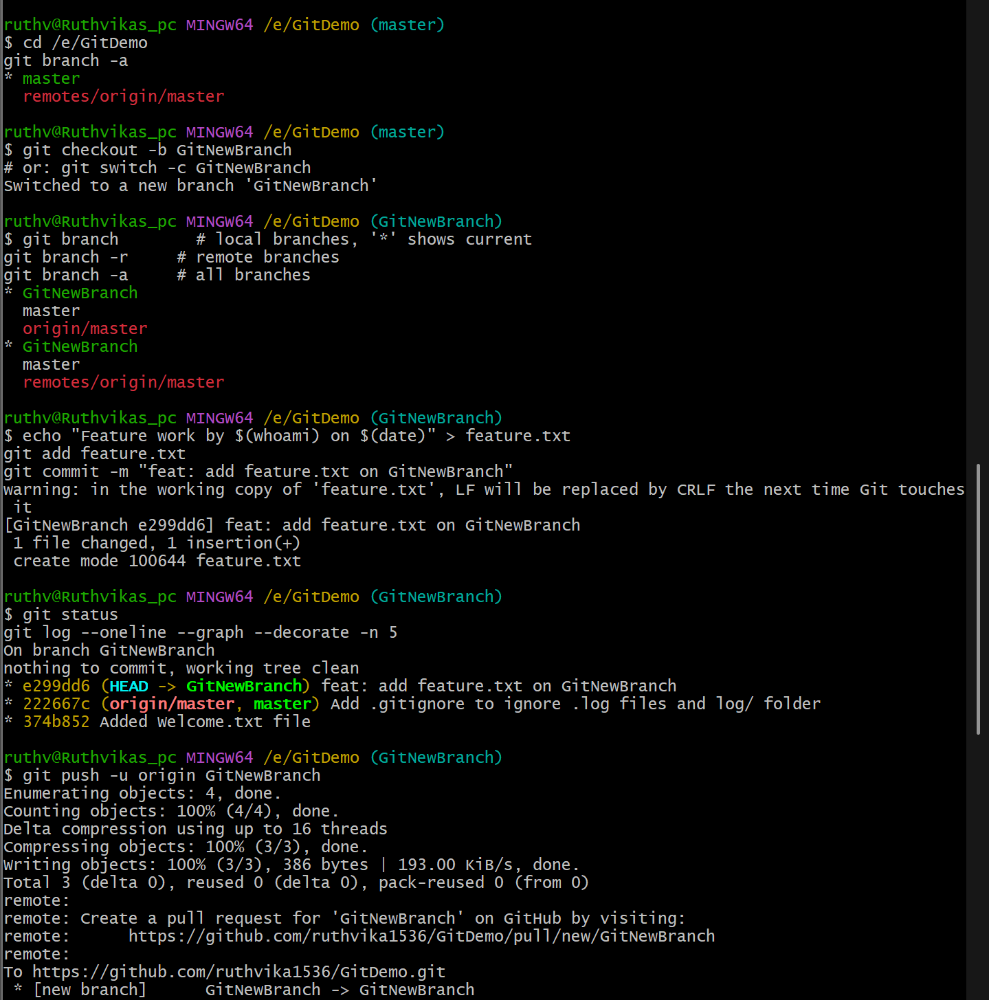 ruthv@Ruthvikas_pc MINGW64 /e/GitDemo (master)
$ cd /e/GitDemo
git branch -a
* master
  remotes/origin/master

ruthv@Ruthvikas_pc MINGW64 /e/GitDemo (master)
$ git checkout -b GitNewBranch
# or: git switch -c GitNewBranch
Switched to a new branch 'GitNewBranch'

ruthv@Ruthvikas_pc MINGW64 /e/GitDemo (GitNewBranch)
$ git branch        # local branches, '*' shows current
git branch -r     # remote branches
git branch -a     # all branches
* GitNewBranch
  master
  origin/master
* GitNewBranch
  master
  remotes/origin/master

ruthv@Ruthvikas_pc MINGW64 /e/GitDemo (GitNewBranch)
$ echo "Feature work by $(whoami) on $(date)" > feature.txt
git add feature.txt
git commit -m "feat: add feature.txt on GitNewBranch"
warning: in the working copy of 'feature.txt', LF will be replaced by CRLF the next time Git touches
 it
[GitNewBranch e299dd6] feat: add feature.txt on GitNewBranch
 1 file changed, 1 insertion(+)
 create mode 100644 feature.txt

ruthv@Ruthvikas_pc MINGW64 /e/GitDemo (GitNewBranch)
$ git status
git log --oneline --graph --decorate -n 5
On branch GitNewBranch
nothing to commit, working tree clean
* e299dd6 (HEAD -> GitNewBranch) feat: add feature.txt on GitNewBranch
* 222667c (origin/master, master) Add .gitignore to ignore .log files and log/ folder
* 374b852 Added Welcome.txt file

ruthv@Ruthvikas_pc MINGW64 /e/GitDemo (GitNewBranch)
$ git push -u origin GitNewBranch
Enumerating objects: 4, done.
Counting objects: 100% (4/4), done.
Delta compression using up to 16 threads
Compressing objects: 100% (3/3), done.
Writing objects: 100% (3/3), 386 bytes | 193.00 KiB/s, done.
Total 3 (delta 0), reused 0 (delta 0), pack-reused 0 (from 0)
remote:
remote: Create a pull request for 'GitNewBranch' on GitHub by visiting:
remote:      https://github.com/ruthvika1536/GitDemo/pull/new/GitNewBranch
remote:
To https://github.com/ruthvika1536/GitDemo.git
 * [new branch]      GitNewBranch -> GitNewBranch